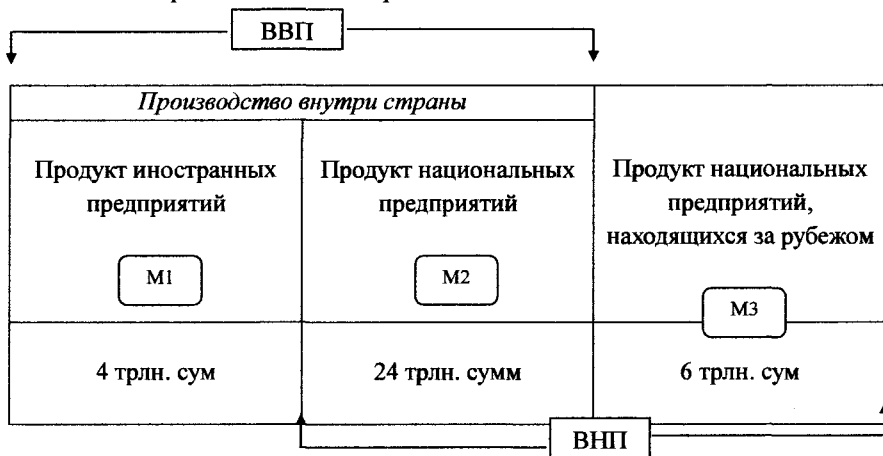 ВВП
Производство внутри страны
Продукт иностранных
предприятий
М1
Продукт национальных
предприятий
М2
Продукт национальных
предприятий,
находящихся за рубежом
М3
4 трлн. сум
24 трлн. сумм
6 трлн. сум
ВНП